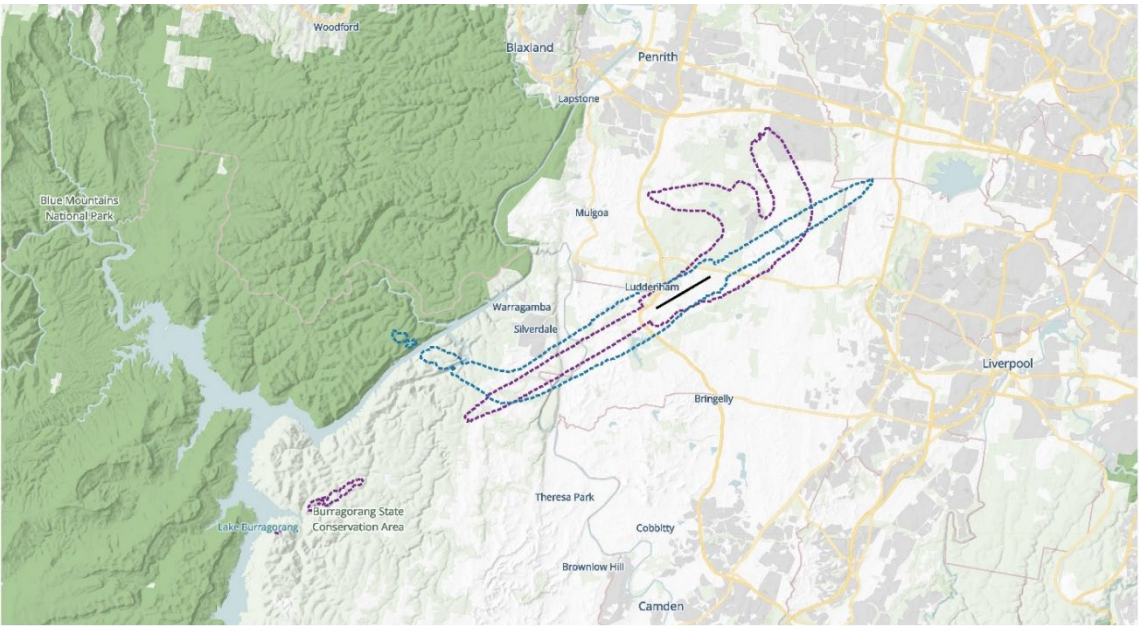 Woodford
Blaxland
Penrith
Lapstone
Blue Mountains
National Park
Mulgoa
Luddenham
Warragamba
Silverdale
Liverpool
Bringelly
Theresa Park
Burragorang State
Conservation Area
Lake Burragorang
Cobbitty
Brownlow Hill
Camden